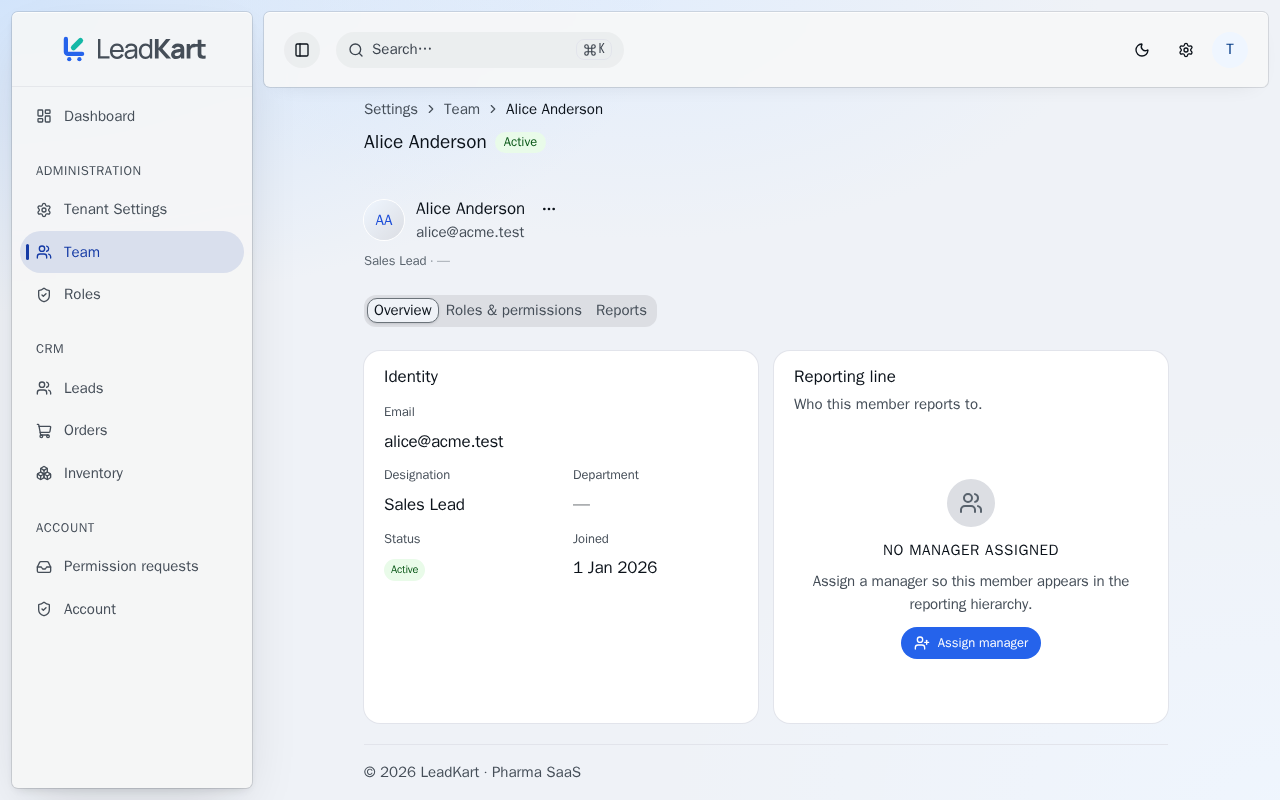 LeadKart
Search⋯ ⌘K
T
Dashboard
ADMINISTRATION
Tenant Settings
Team
Roles
CRM
Leads
Orders
Inventory
ACCOUNT
Permission requests
Account
Settings > Team > Alice Anderson
Alice Anderson Active
AA
Alice Anderson
alice@acme.test
Sales Lead · —
Overview Roles & permissions Reports
Identity
Email
alice@acme.test
Designation Department
Sales Lead —
Status Joined
Active 1 Jan 2026
Reporting line
Who this member reports to.
NO MANAGER ASSIGNED
Assign a manager so this member appears in the
reporting hierarchy.
Assign manager
© 2026 LeadKart · Pharma SaaS